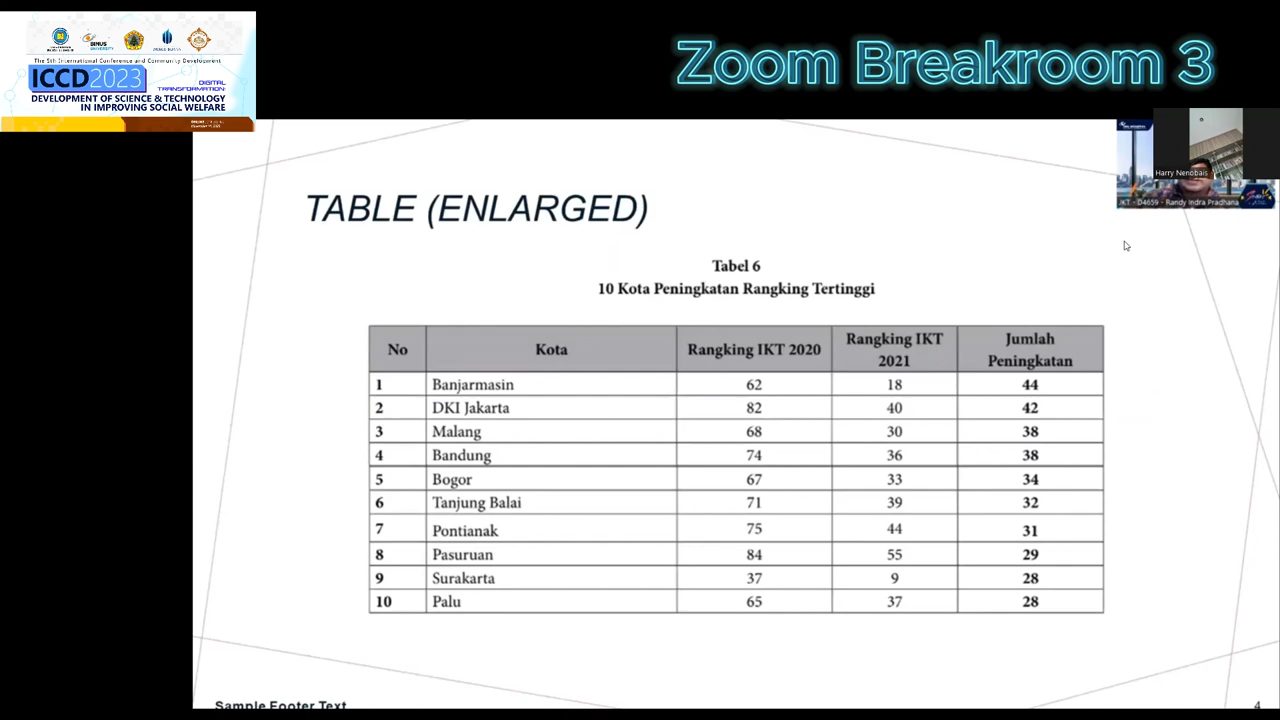 BINUS UNIVERSITY
The 5th International Conference and Community Development
ICCD2023
DIGITAL
TRANSFORMATION:
DEVELOPMENT OF SCIENCE & TECHNOLOGY
IN IMPROVING SOCIAL WELFARE
Zoom Breakroom 3
Harry Nenobais
JKT - D4659 - Randy Indra Pradhana
TABLE (ENLARGED)
Tabel 6
10 Kota Peningkatan Rangking Tertinggi
No Kota Rangking IKT 2020 Rangking IKT 2021 Jumlah Peningkatan
1 Banjarmasin 62 18 44
2 DKI Jakarta 82 40 42
3 Malang 68 30 38
4 Bandung 74 36 38
5 Bogor 67 33 34
6 Tanjung Balai 71 39 32
7 Pontianak 75 44 31
8 Pasuruan 84 55 29
9 Surakarta 37 9 28
10 Palu 65 37 28
Sample Footer Text
4